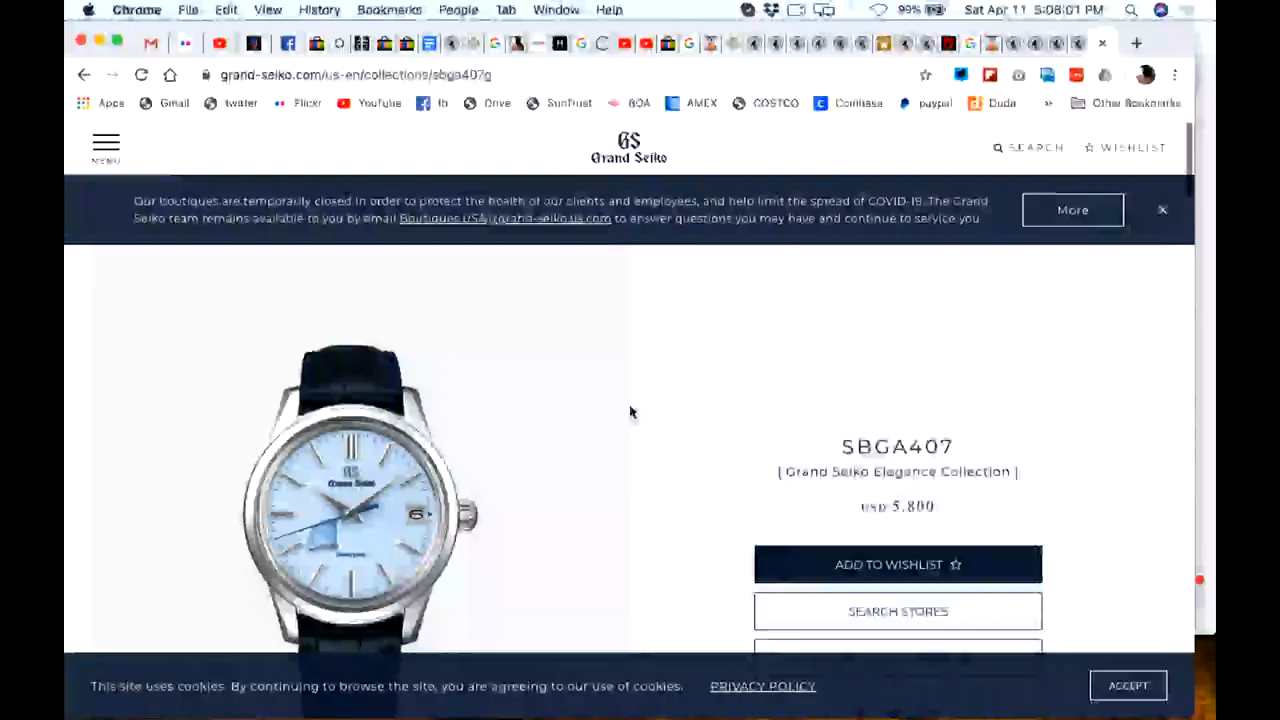 Chrome File Edit View History Bookmarks People Tab Window Help 99% Sat Apr 11 5:08:01 PM
grand-seiko.com/us-en/collections/sbga407g
Apps Gmail twitter Flickr YouTube fb Drive SunTrust BOA AMEX COSTCO Coinbase paypal Duda » Other Bookmarks
MENU
GS
Grand Seiko
SEARCH WISHLIST
Our boutiques are temporarily closed in order to protect the health of our clients and employees, and help limit the spread of COVID-19. The Grand
Seiko team remains available to you by email to answer questions you may have and continue to service you
More
GS
Grand Seiko
6
SBGA407
[ Grand Seiko Elegance Collection ]
USD 5,800
ADD TO WISHLIST
SEARCH STORES
This site uses cookies. By continuing to browse the site, you are agreeing to our use of cookies. PRIVACY POLICY
ACCEPT